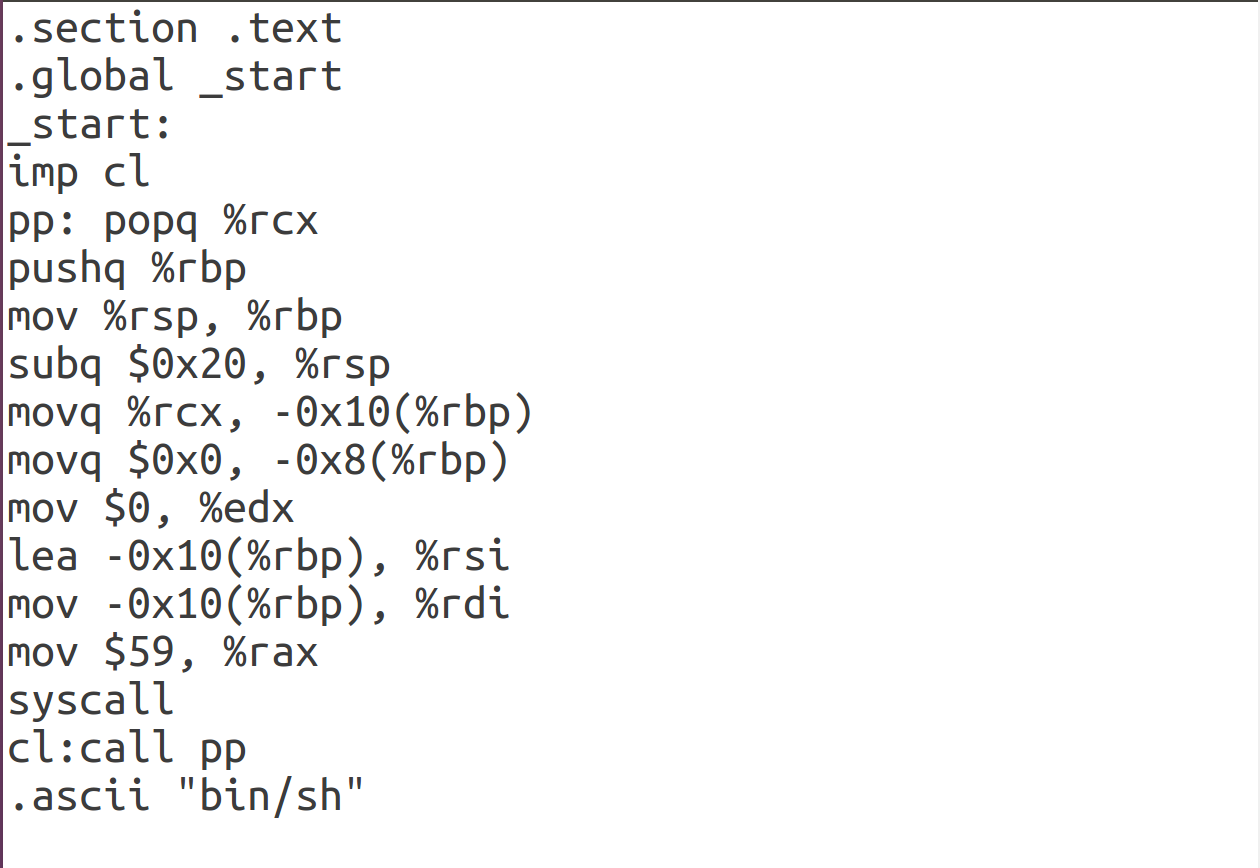 .section .text
.global _start
_start:
imp cl
pp: popq %rcx
pushq %rbp
mov %rsp, %rbp
subq $0x20, %rsp
movq %rcx, -0x10(%rbp)
movq $0x0, -0x8(%rbp)
mov $0, %edx
lea -0x10(%rbp), %rsi
mov -0x10(%rbp), %rdi
mov $59, %rax
syscall
cl:call pp
.ascii "bin/sh"